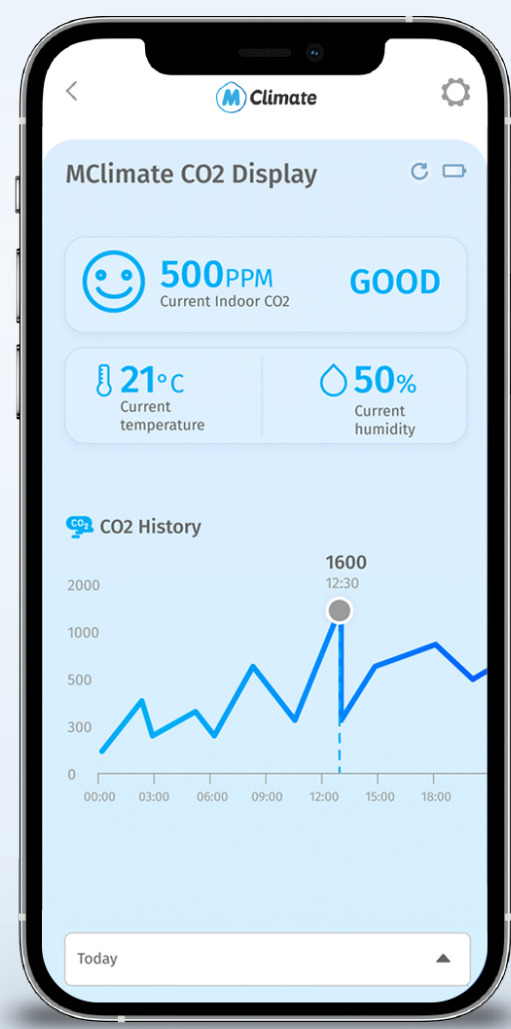 M Climate
MClimate CO2 Display
500PPM
Current Indoor CO2
GOOD
21°C
Current
temperature
50%
Current
humidity
CO₂
CO2 History
1600
12:30
2000
1000
500
300
0
00:00 03:00 06:00 09:00 12:00 15:00 18:00
Today